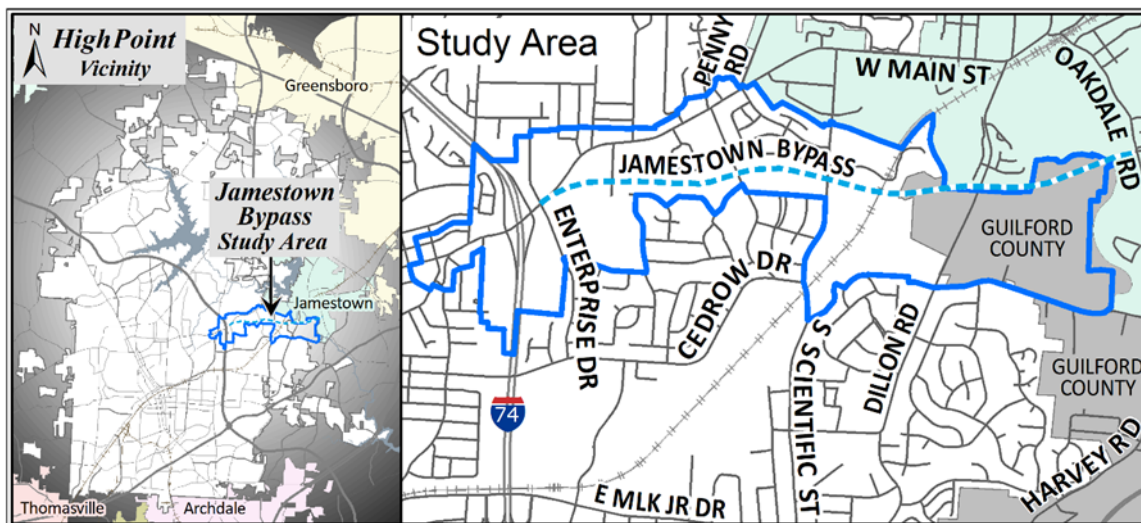 N
High Point
Vicinity
Greensboro
Jamestown
Bypass
Study Area
Jamestown
Thomasville
Archdale
Study Area
PENNY
RD
W MAIN ST
OAKDALE RD
JAMESTOWN BYPASS
ENTERPRISE DR
CEDROW DR
GUILFORD
COUNTY
S SCIENTIFIC ST
DILLON RD
GUILFORD
COUNTY
74
HARVEY RD
E MLK JR DR